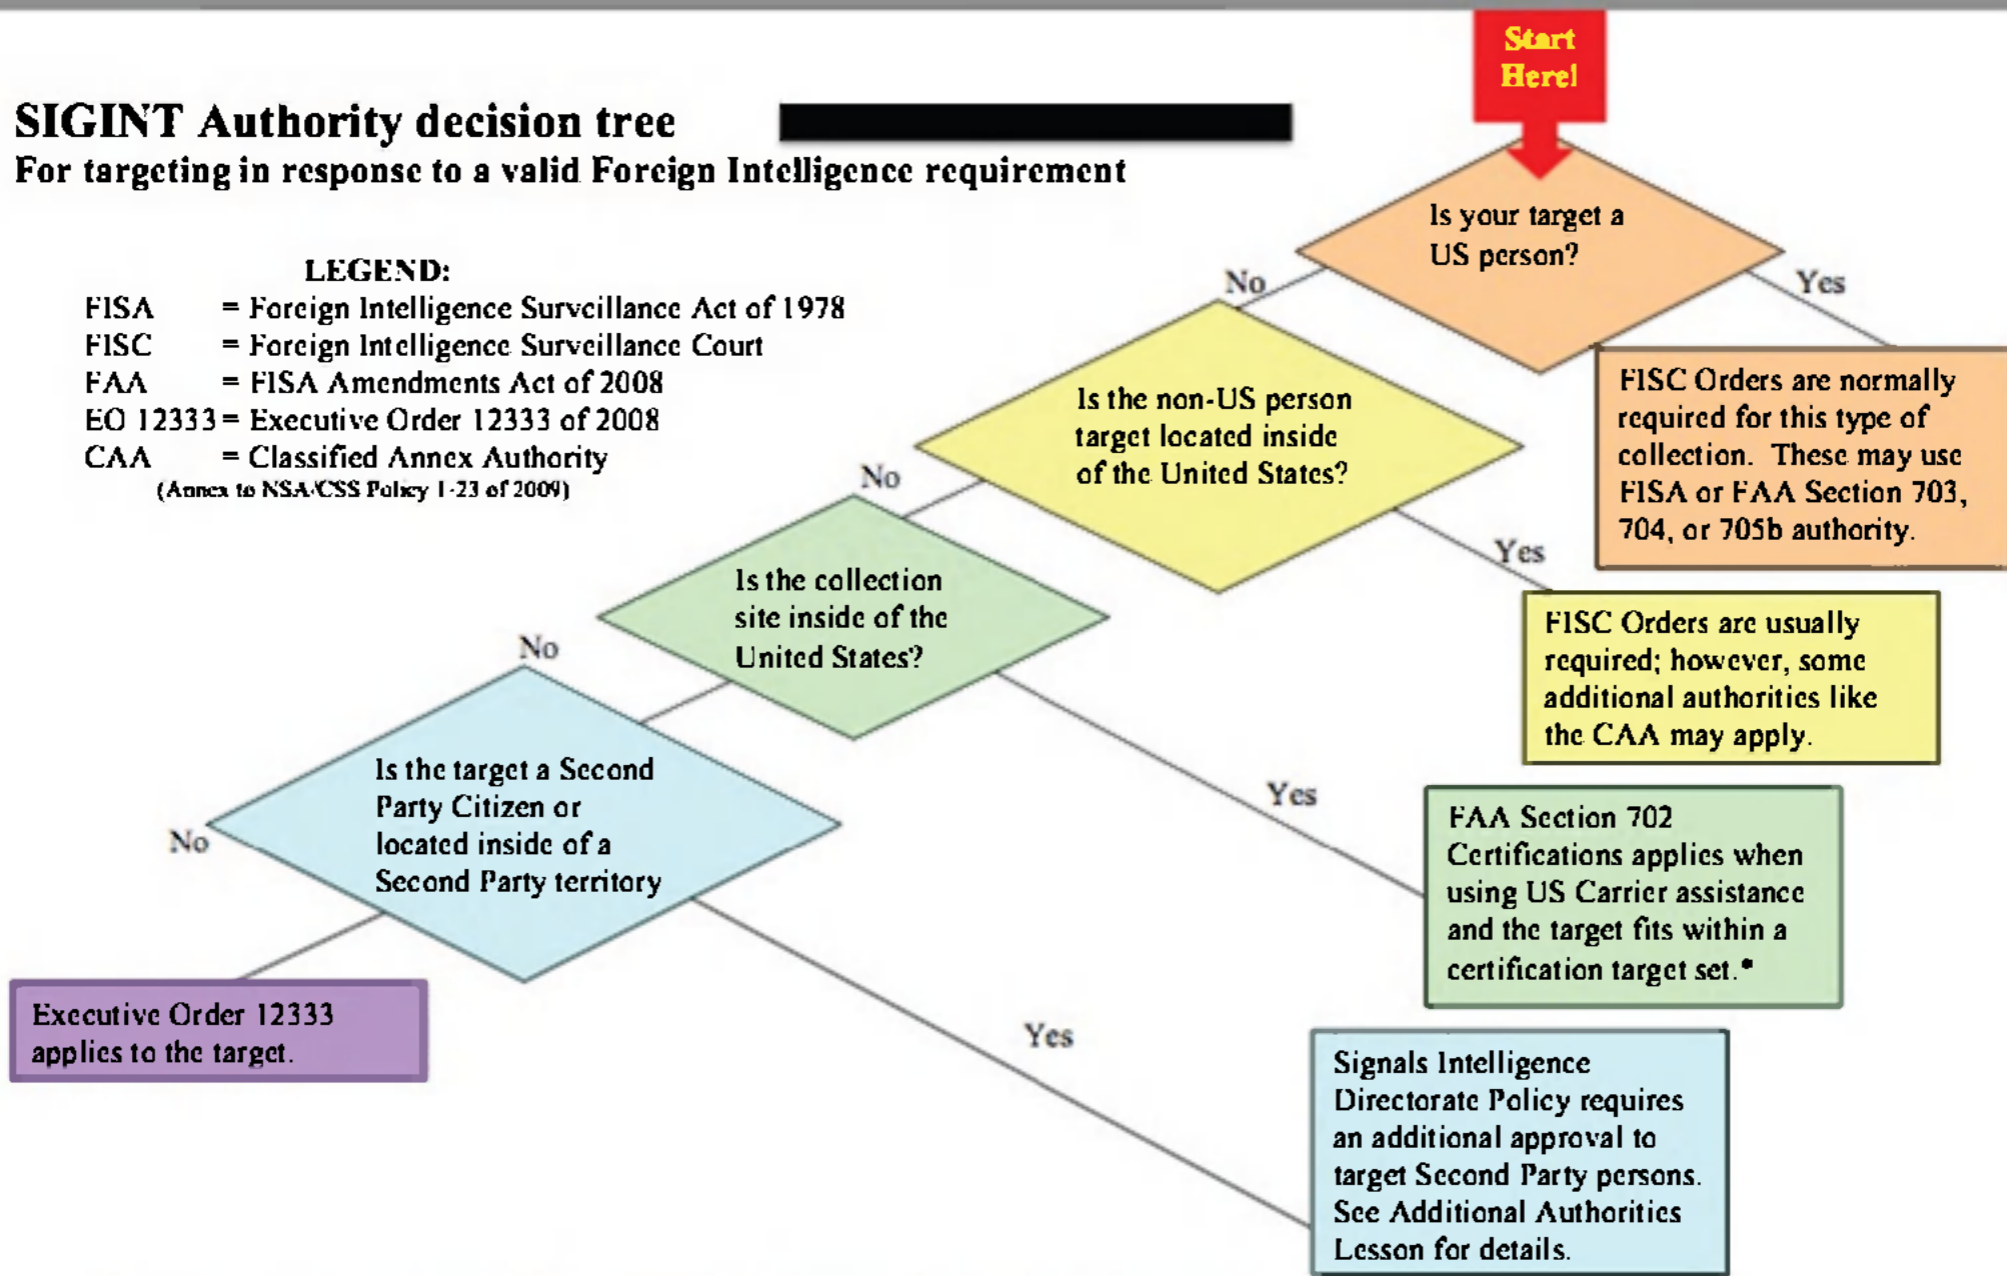 Start
Here!
SIGINT Authority decision tree
For targeting in response to a valid Foreign Intelligence requirement
LEGEND:
FISA = Foreign Intelligence Surveillance Act of 1978
FISC = Foreign Intelligence Surveillance Court
FAA = FISA Amendments Act of 2008
EO 12333 = Executive Order 12333 of 2008
CAA = Classified Annex Authority
(Annex to NSA/CSS Policy 1-23 of 2009)
Is your target a
US person?
No
Yes
FISC Orders are normally
required for this type of
collection. These may use
FISA or FAA Section 703,
704, or 705b authority.
Is the non-US person
target located inside
of the United States?
No
Yes
FISC Orders are usually
required; however, some
additional authorities like
the CAA may apply.
Is the collection
site inside of the
United States?
No
Yes
FAA Section 702
Certifications applies when
using US Carrier assistance
and the target fits within a
certification target set.*
Is the target a Second
Party Citizen or
located inside of a
Second Party territory
No
Yes
Executive Order 12333
applies to the target.
Signals Intelligence
Directorate Policy requires
an additional approval to
target Second Party persons.
See Additional Authorities
Lesson for details.